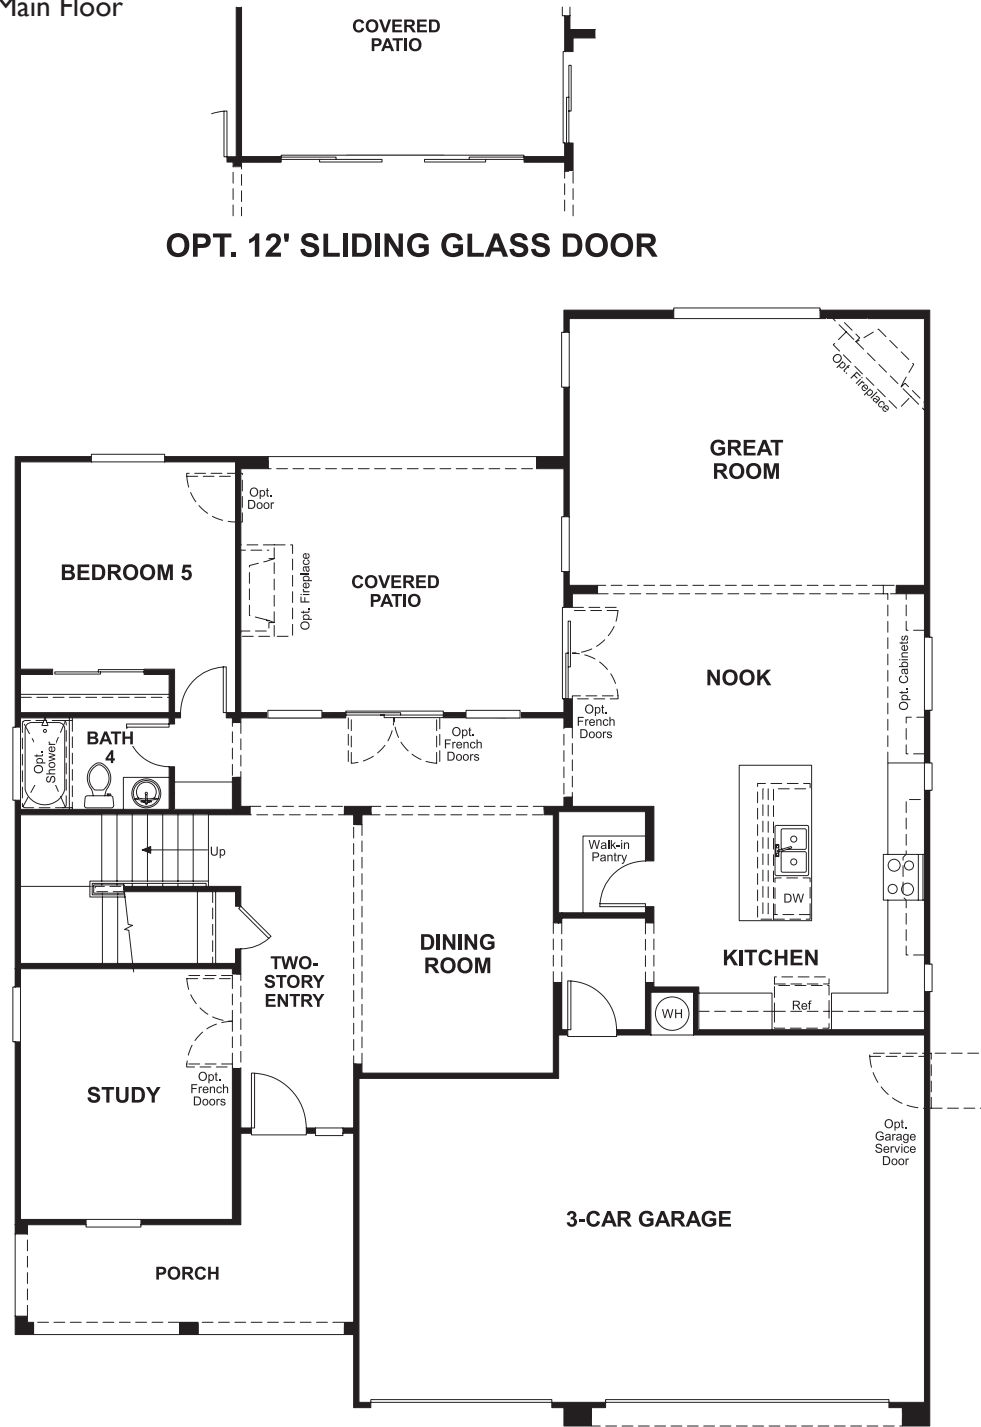 Main Floor
COVERED
PATIO
OPT. 12' SLIDING GLASS DOOR
Opt. Fireplace
GREAT
ROOM
Opt.
Door
BEDROOM 5
Opt. Fireplace
COVERED
PATIO
NOOK
Opt. Cabinets
Opt.
French
Doors
Opt.
French
Doors
BATH
4
Opt.
Shower
Up
Walk-in
Pantry
DW
DINING
ROOM
KITCHEN
TWO-
STORY
ENTRY
Ref
WH
STUDY
Opt.
French
Doors
Opt.
Garage
Service
Door
3-CAR GARAGE
PORCH